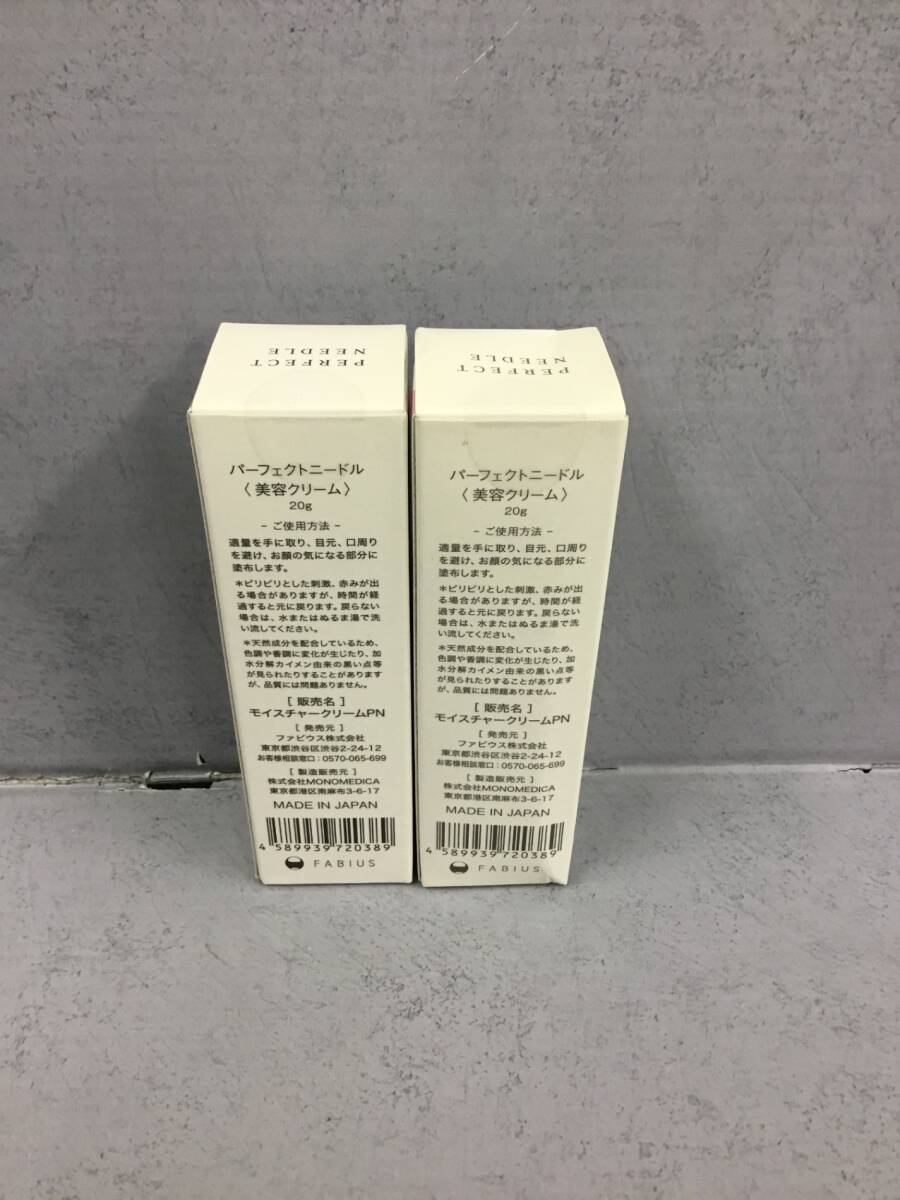 PERFECT
NEEDLE
パーフェクトニードル
〈 美容クリーム 〉
20g
- ご使用方法 -
適量を手に取り、目元、口周り
を避け、お顔の気になる部分に
塗布します。
＊ピリピリとした刺激、赤みが出
る場合がありますが、時間が経
過すると元に戻ります。戻らない
場合は、水またはぬるま湯で洗
い流してください。
＊天然成分を配合しているため、
色調や香調に変化が生じたり、加
水分解カイメン由来の黒い点等
が見られたりすることがあります
が、品質には問題ありません。
[ 販売名 ]
モイスチャークリームPN
[ 発売元 ]
ファビウス株式会社
東京都渋谷区渋谷2-24-12
お客様相談窓口：0570-065-699
[ 製造販売元 ]
株式会社MONOMEDICA
東京都港区南麻布3-6-17
MADE IN JAPAN
4 589939 720389
FABIUS
PERFECT
NEEDLE
パーフェクトニードル
〈 美容クリーム 〉
20g
- ご使用方法 -
適量を手に取り、目元、口周り
を避け、お顔の気になる部分に
塗布します。
＊ピリピリとした刺激、赤みが出
る場合がありますが、時間が経
過すると元に戻ります。戻らない
場合は、水またはぬるま湯で洗
い流してください。
＊天然成分を配合しているため、
色調や香調に変化が生じたり、加
水分解カイメン由来の黒い点等
が見られたりすることがあります
が、品質には問題ありません。
[ 販売名 ]
モイスチャークリームPN
[ 発売元 ]
ファビウス株式会社
東京都渋谷区渋谷2-24-12
お客様相談窓口：0570-065-699
[ 製造販売元 ]
株式会社MONOMEDICA
東京都港区南麻布3-6-17
MADE IN JAPAN
4 589939 720389
FABIUS